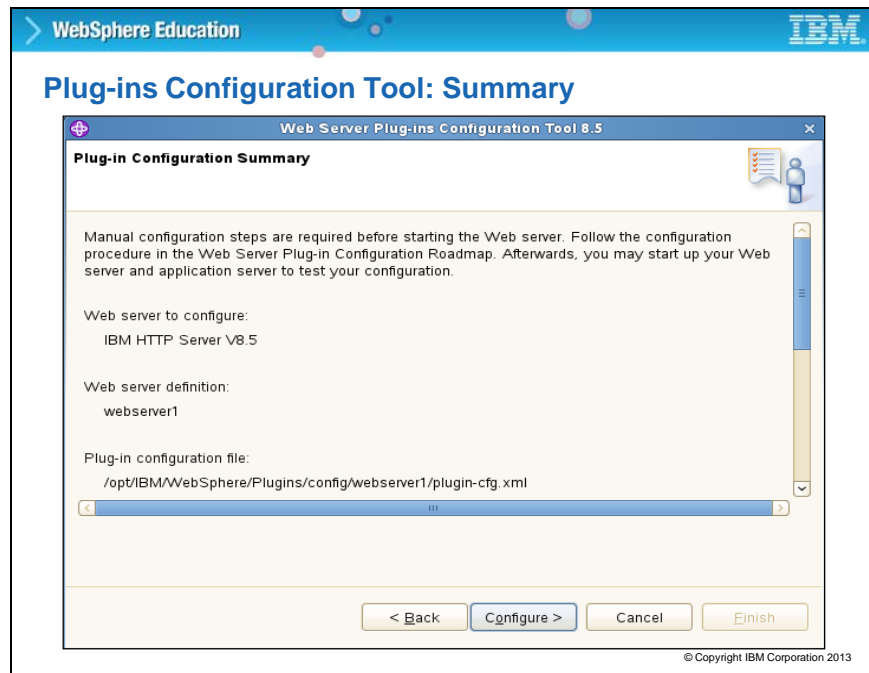 WebSphere Education
IBM.
Plug-ins Configuration Tool: Summary
Web Server Plug-ins Configuration Tool 8.5
Plug-in Configuration Summary
Manual configuration steps are required before starting the Web server. Follow the configuration
procedure in the Web Server Plug-in Configuration Roadmap. Afterwards, you may start up your Web
server and application server to test your configuration.
Web server to configure:
IBM HTTP Server V8.5
Web server definition:
webserver1
Plug-in configuration file:
/opt/IBM/WebSphere/Plugins/config/webserver1/plugin-cfg.xml
< Back Configure > Cancel Finish
© Copyright IBM Corporation 2013